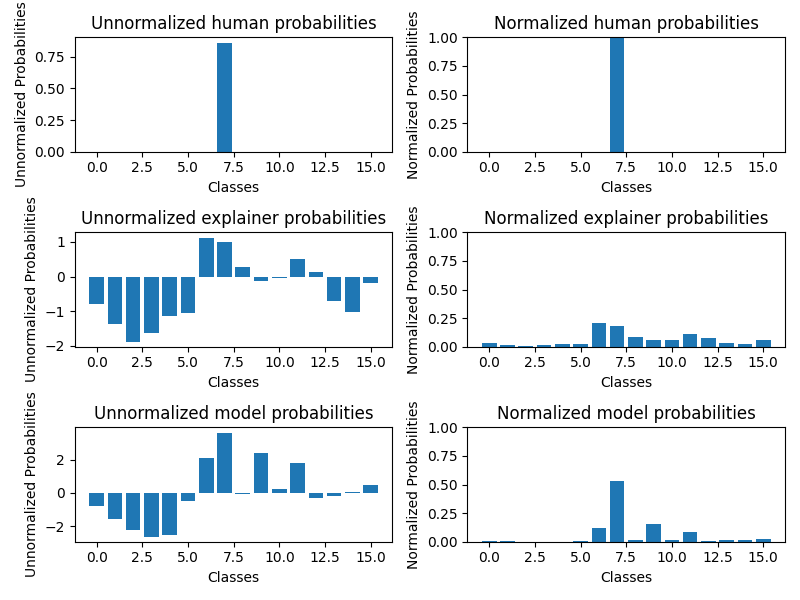 Unnormalized human probabilities
Unnormalized Probabilities
0.75
0.50
0.25
0.00
0.0 2.5 5.0 7.5 10.0 12.5 15.0
Classes
Normalized human probabilities
Normalized Probabilities
1.00
0.75
0.50
0.25
0.00
0.0 2.5 5.0 7.5 10.0 12.5 15.0
Classes
Unnormalized explainer probabilities
Unnormalized Probabilities
1
0
−1
−2
0.0 2.5 5.0 7.5 10.0 12.5 15.0
Classes
Normalized explainer probabilities
Normalized Probabilities
1.00
0.75
0.50
0.25
0.00
0.0 2.5 5.0 7.5 10.0 12.5 15.0
Classes
Unnormalized model probabilities
Unnormalized Probabilities
2
0
−2
0.0 2.5 5.0 7.5 10.0 12.5 15.0
Classes
Normalized model probabilities
Normalized Probabilities
1.00
0.75
0.50
0.25
0.00
0.0 2.5 5.0 7.5 10.0 12.5 15.0
Classes